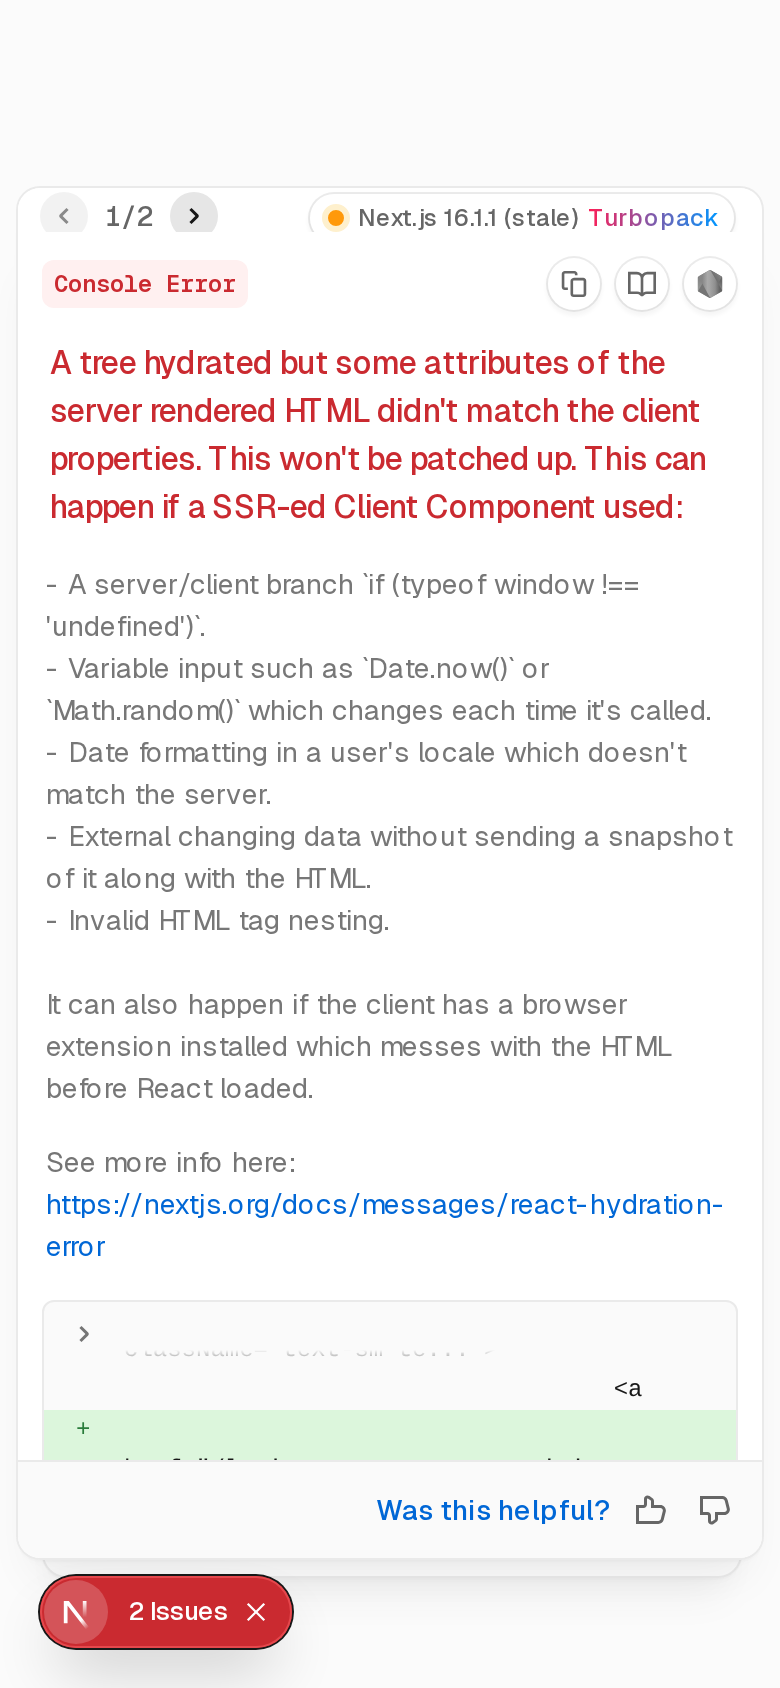 1/2
Next.js 16.1.1 (stale) Turbopack
Console Error
A tree hydrated but some attributes of the
server rendered HTML didn't match the client
properties. This won't be patched up. This can
happen if a SSR-ed Client Component used:
- A server/client branch `if (typeof window !==
'undefined')`.
- Variable input such as `Date.now()` or
`Math.random()` which changes each time it's called.
- Date formatting in a user's locale which doesn't
match the server.
- External changing data without sending a snapshot
of it along with the HTML.
- Invalid HTML tag nesting.
It can also happen if the client has a browser
extension installed which messes with the HTML
before React loaded.
See more info here:
https://nextjs.org/docs/messages/react-hydration-
error
<a
+
Was this helpful?
N 2 Issues